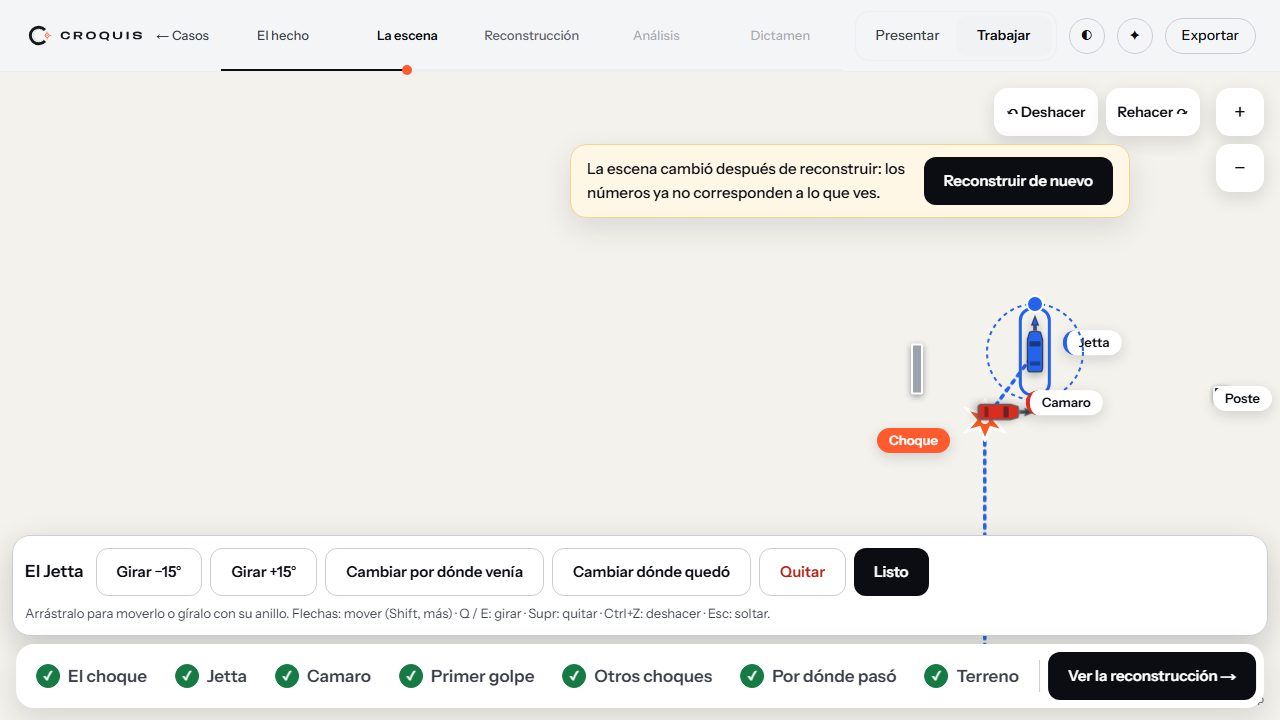 CROQUIS
← Casos
El hecho
La escena
Reconstrucción
Análisis
Dictamen
Presentar
Trabajar
Exportar
Deshacer
Rehacer
+
−
La escena cambió después de reconstruir: los
números ya no corresponden a lo que ves.
Reconstruir de nuevo
Jetta
Camaro
Poste
Choque
El Jetta
Girar −15°
Girar +15°
Cambiar por dónde venía
Cambiar dónde quedó
Quitar
Listo
Arrástralo para moverlo o gíralo con su anillo. Flechas: mover (Shift, más) · Q / E: girar · Supr: quitar · Ctrl+Z: deshacer · Esc: soltar.
El choque
Jetta
Camaro
Primer golpe
Otros choques
Por dónde pasó
Terreno
Ver la reconstrucción →